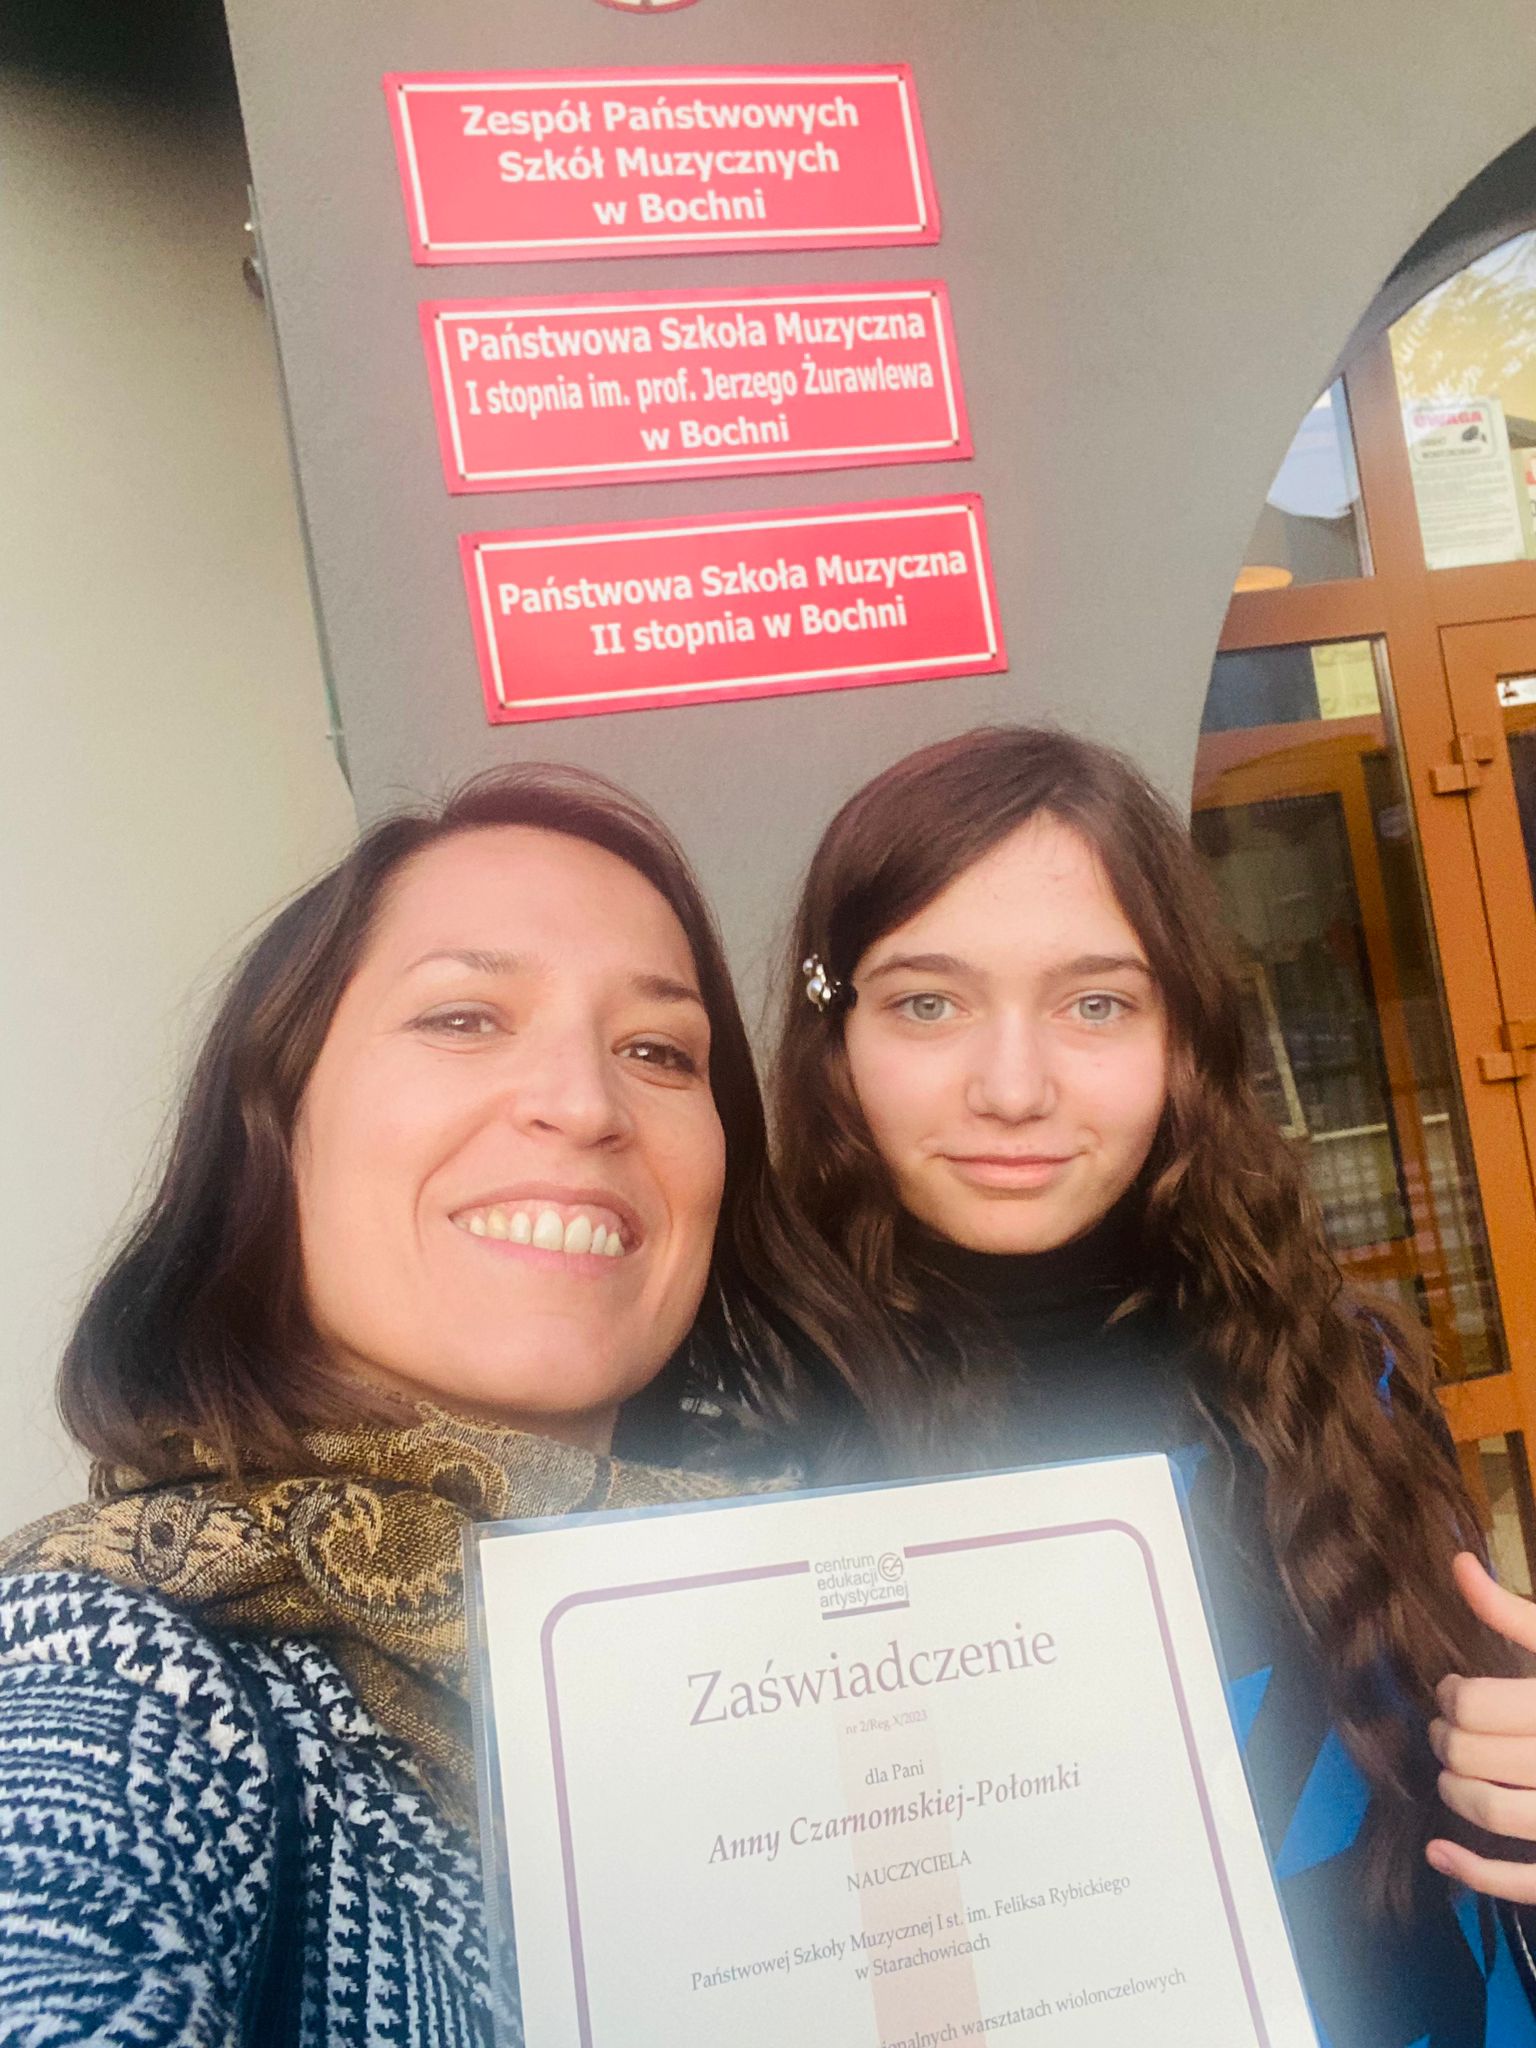 Zespół Państwowych
Szkół Muzycznych
w Bochni
Państwowa Szkoła Muzyczna
I stopnia im. prof. Jerzego Żurawlewa
w Bochni
Państwowa Szkoła Muzyczna
II stopnia w Bochni
UWAGA
centrum
edukacji
artystycznej
Zaświadczenie
nr 2/Reg.X/2023
dla Pani
Anny Czarnomskiej-Połomki
NAUCZYCIELA
Państwowej Szkoły Muzycznej I st. im. Feliksa Rybickiego
w Starachowicach
warsztatach wiolonczelowych